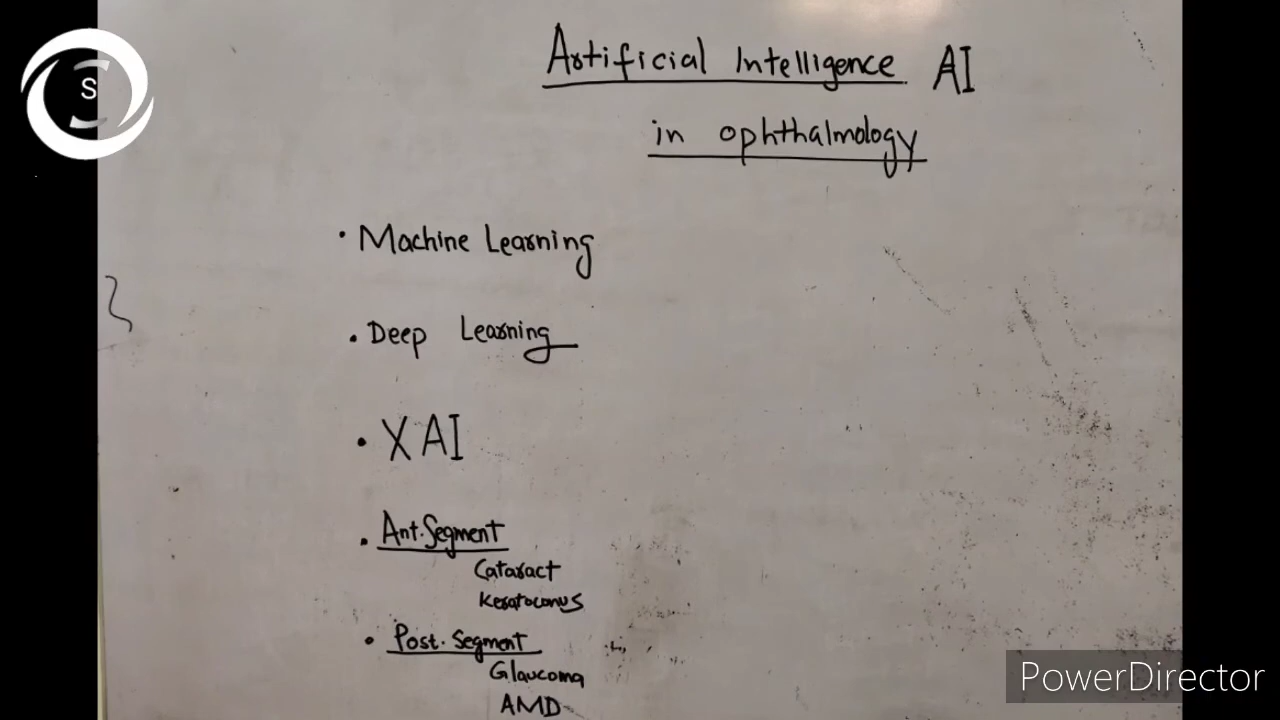 S
Artificial Intelligence AI
in ophthalmology
• Machine Learning
• Deep Learning
• XAI
• Ant. Segment
Cataract
Keratoconus
• Post. Segment
Glaucoma
AMD
PowerDirector